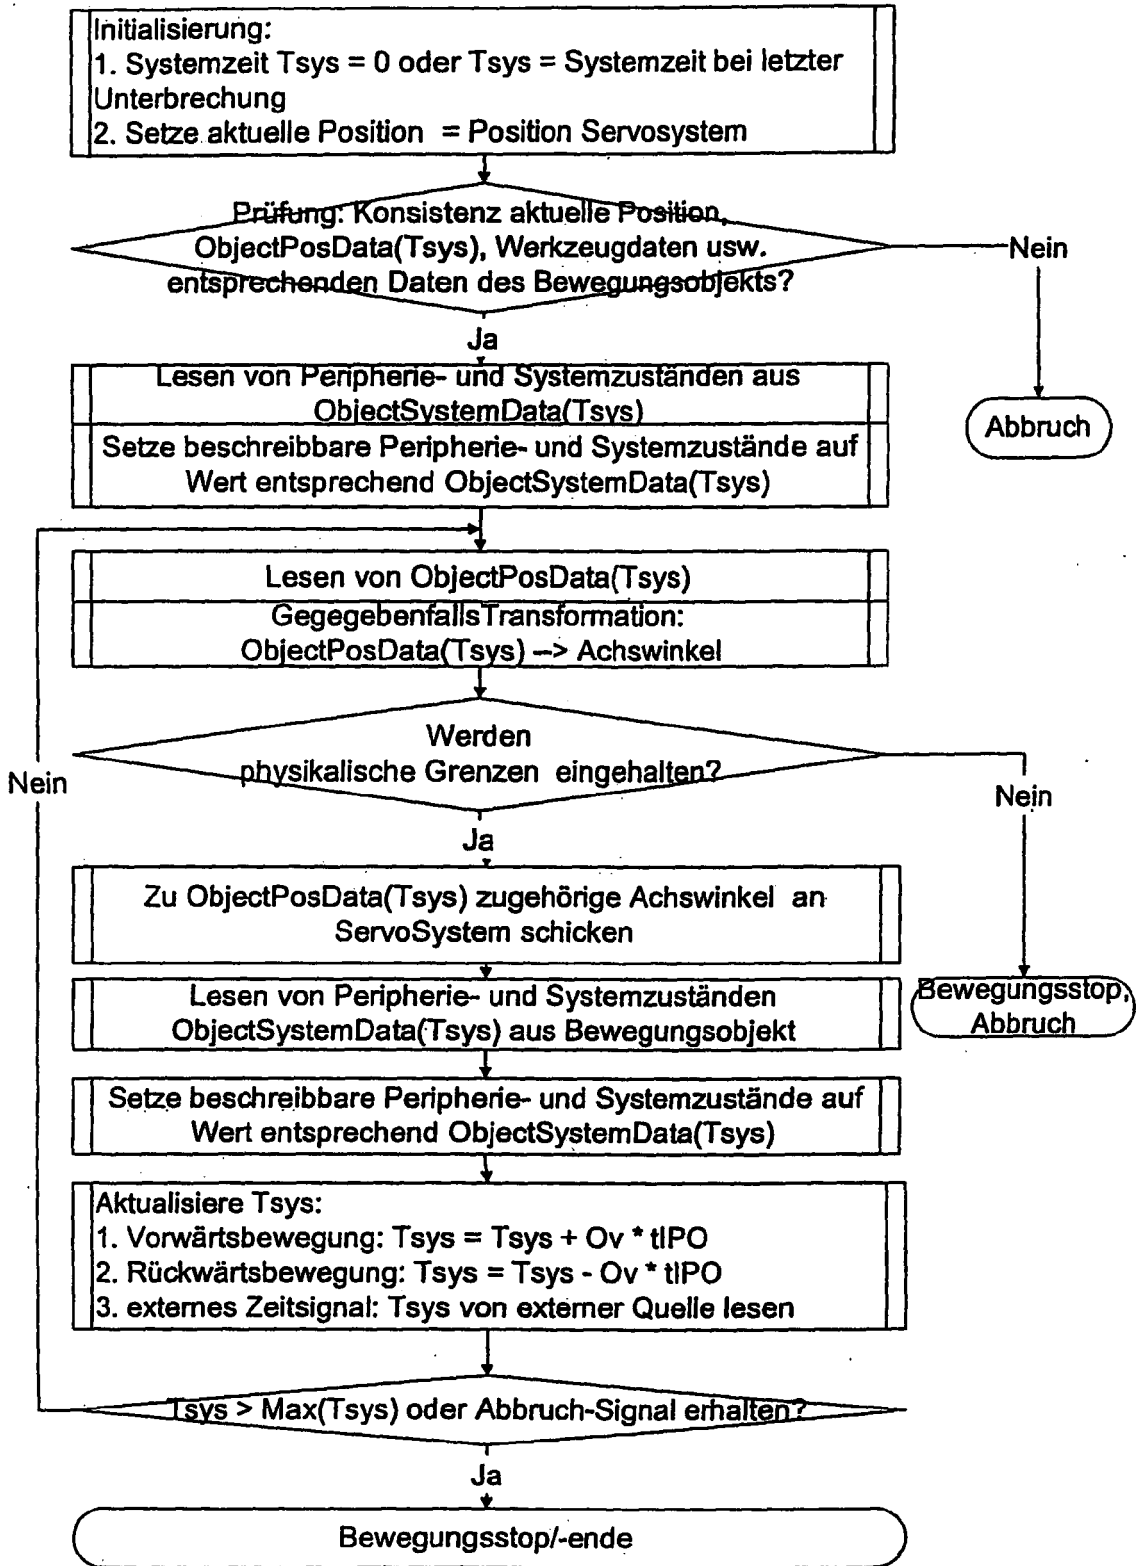 Initialisierung:
1. Systemzeit Tsys = 0 oder Tsys = Systemzeit bei letzter
Unterbrechung
2. Setze aktuelle Position = Position Servosystem
Prüfung: Konsistenz aktuelle Position,
ObjectPosData(Tsys), Werkzeugdaten usw.
entsprechenden Daten des Bewegungsobjekts?
Nein
Ja
Abbruch
Lesen von Peripherie- und Systemzuständen aus
ObjectSystemData(Tsys)
Setze beschreibbare Peripherie- und Systemzustände auf
Wert entsprechend ObjectSystemData(Tsys)
Lesen von ObjectPosData(Tsys)
GegegebenfallsTransformation:
ObjectPosData(Tsys) --> Achswinkel
Werden
physikalische Grenzen eingehalten?
Nein
Nein
Ja
Zu ObjectPosData(Tsys) zugehörige Achswinkel an
ServoSystem schicken
Lesen von Peripherie- und Systemzuständen
ObjectSystemData(Tsys) aus Bewegungsobjekt
Bewegungsstop,
Abbruch
Setze beschreibbare Peripherie- und Systemzustände auf
Wert entsprechend ObjectSystemData(Tsys)
Aktualisiere Tsys:
1. Vorwärtsbewegung: Tsys = Tsys + Ov * tIPO
2. Rückwärtsbewegung: Tsys = Tsys - Ov * tIPO
3. externes Zeitsignal: Tsys von externer Quelle lesen
Tsys > Max(Tsys) oder Abbruch-Signal erhalten?
Ja
Bewegungsstop/-ende